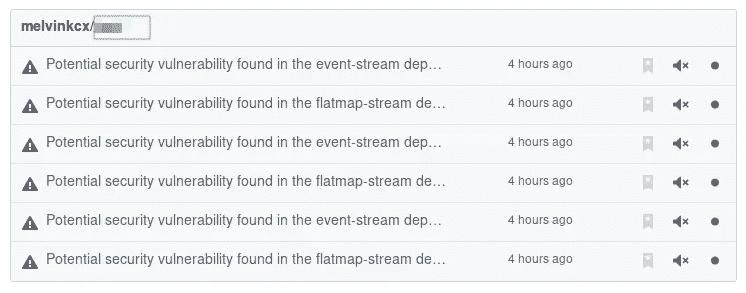 melvinkcx/
Potential security vulnerability found in the event-stream dep… 4 hours ago
Potential security vulnerability found in the flatmap-stream de… 4 hours ago
Potential security vulnerability found in the event-stream dep… 4 hours ago
Potential security vulnerability found in the flatmap-stream de… 4 hours ago
Potential security vulnerability found in the event-stream dep… 4 hours ago
Potential security vulnerability found in the flatmap-stream de… 4 hours ago